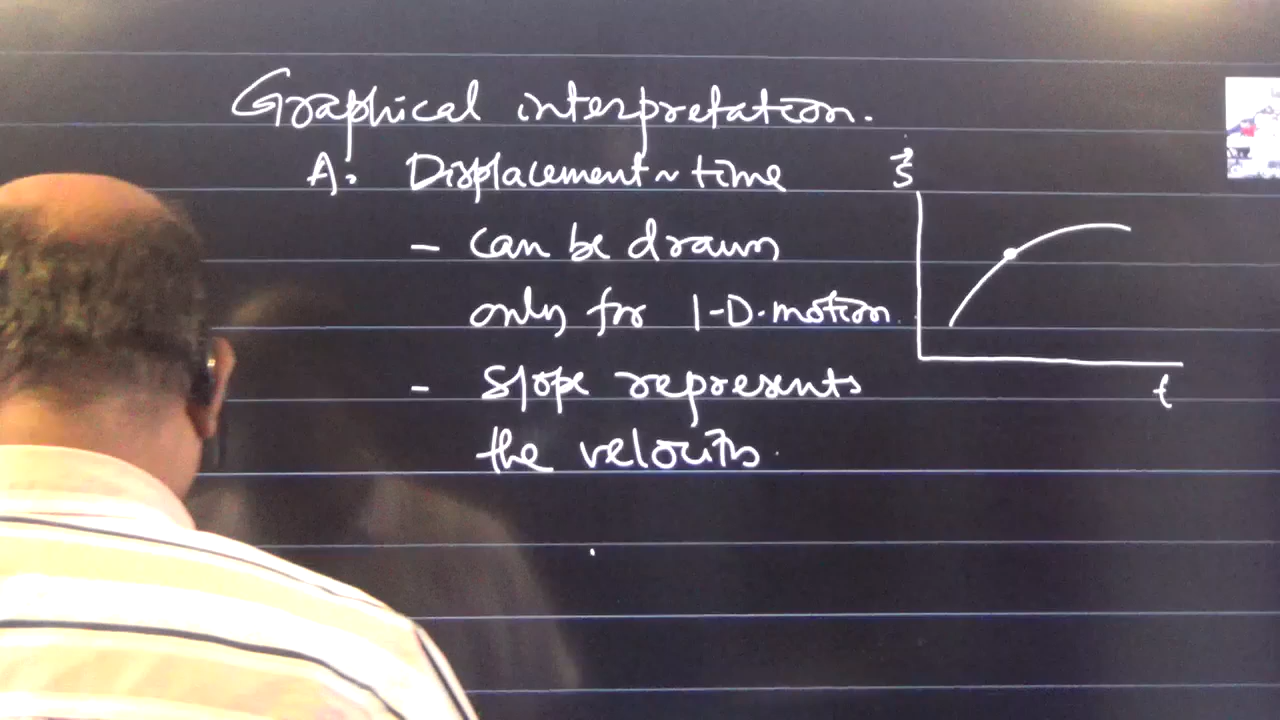 Graphical interpretation.
A. Displacement ~ time
- can be drawn
only for 1-D. motion.
- Slope represents
the velocity.
s⃗
t